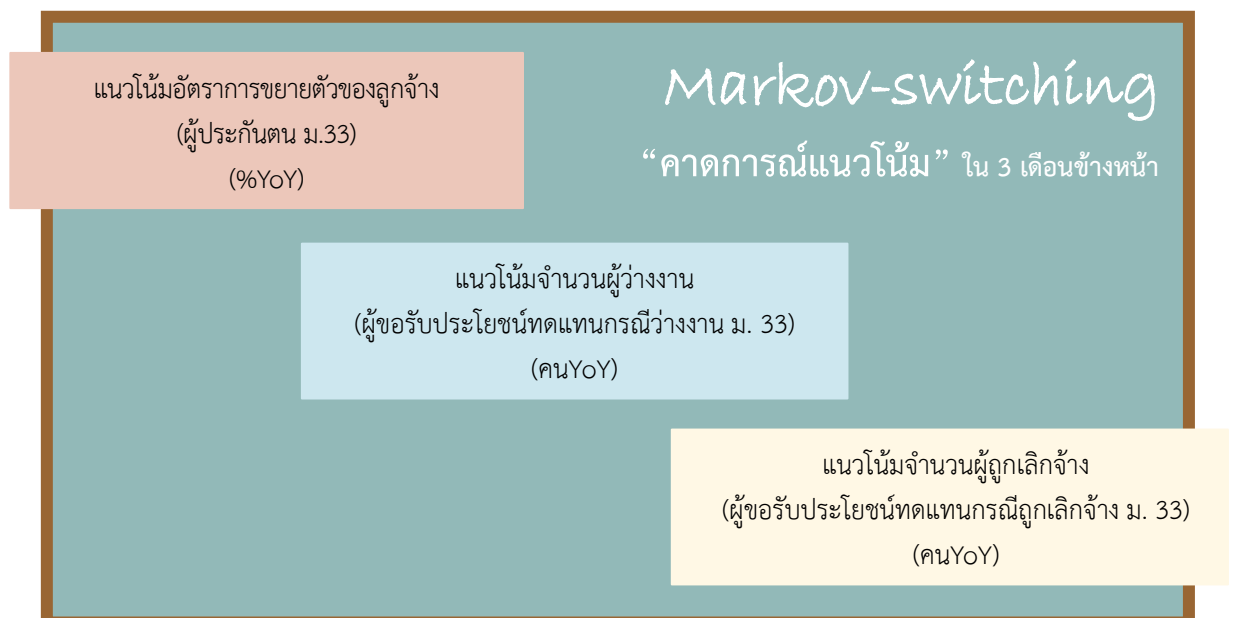 Markov-switching
“คาดการณ์แนวโน้ม” ใน 3 เดือนข้างหน้า
แนวโน้มอัตราการขยายตัวของลูกจ้าง
(ผู้ประกันตน ม.33)
(%YoY)
แนวโน้มจำนวนผู้ว่างงาน
(ผู้ขอรับประโยชน์ทดแทนกรณีว่างงาน ม. 33)
(คนYoY)
แนวโน้มจำนวนผู้ถูกเลิกจ้าง
(ผู้ขอรับประโยชน์ทดแทนกรณีถูกเลิกจ้าง ม. 33)
(คนYoY)